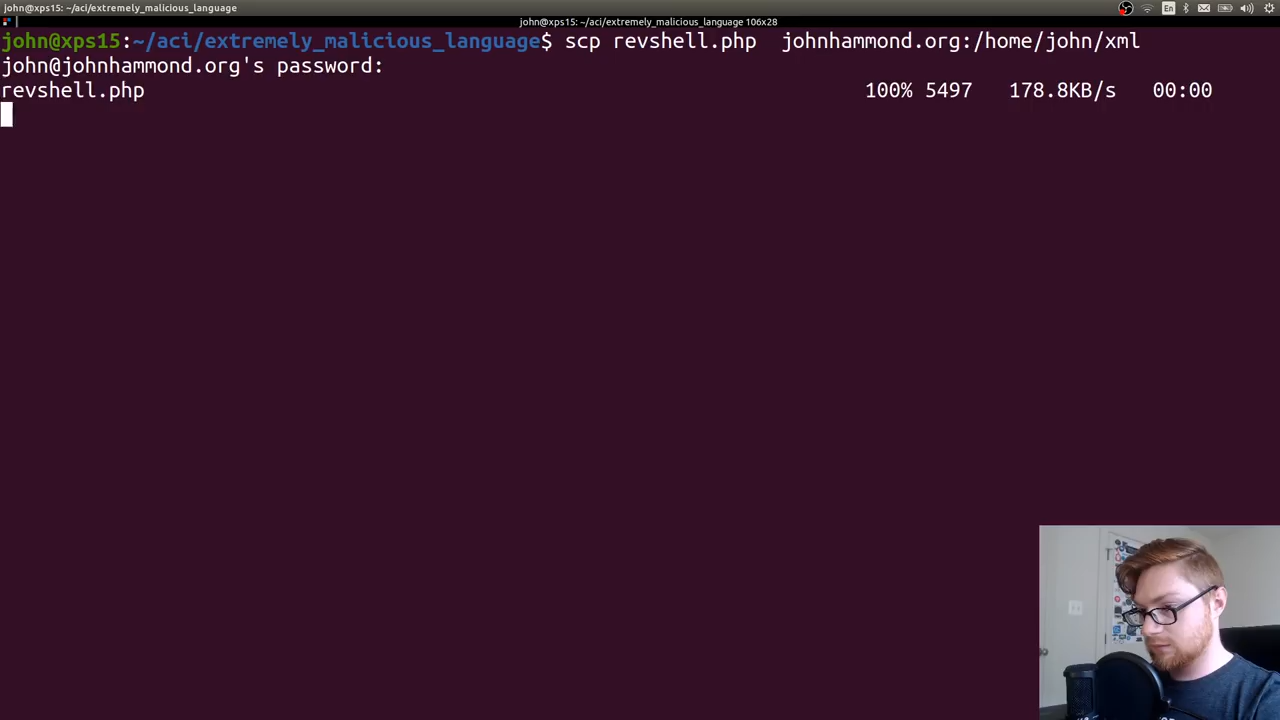 john@xps15: ~/aci/extremely_malicious_language
En
john@xps15: ~/aci/extremely_malicious_language 106x28
john@xps15:~/aci/extremely_malicious_language$ scp revshell.php  johnhammond.org:/home/john/xml
john@johnhammond.org's password:
revshell.php 100% 5497 178.8KB/s 00:00